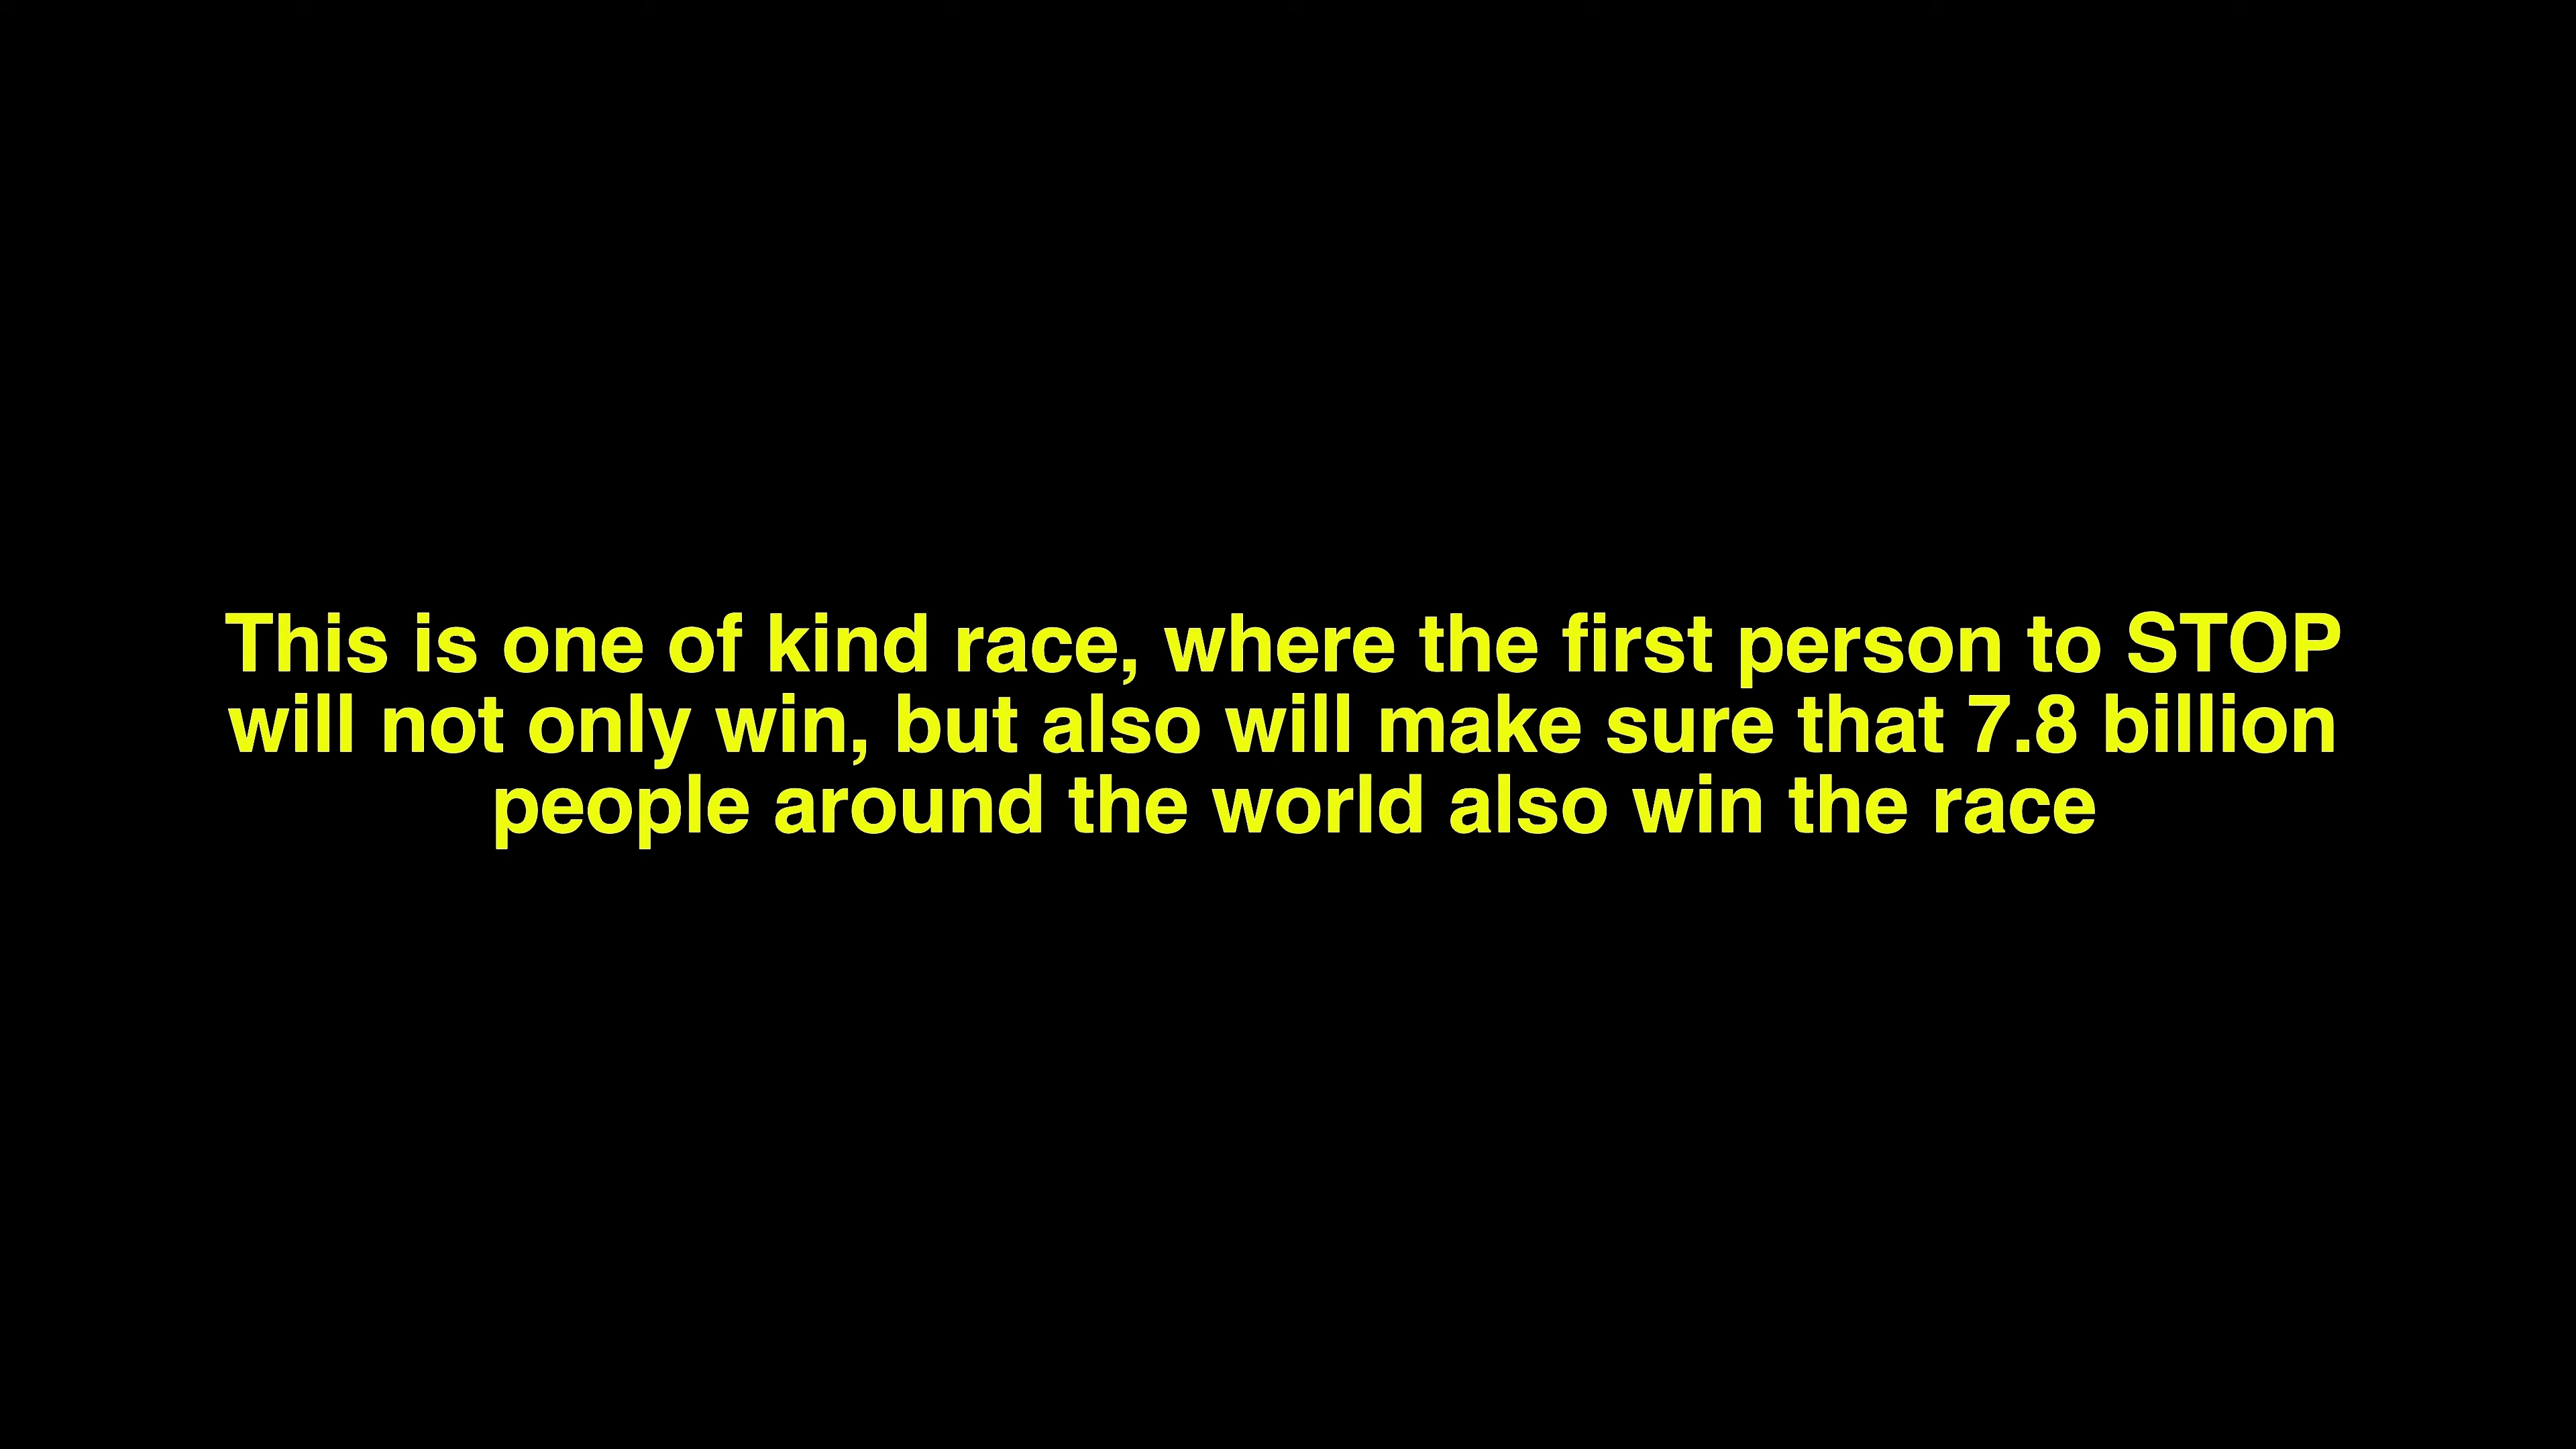 This is one of kind race, where the first person to STOP
will not only win, but also will make sure that 7.8 billion
people around the world also win the race